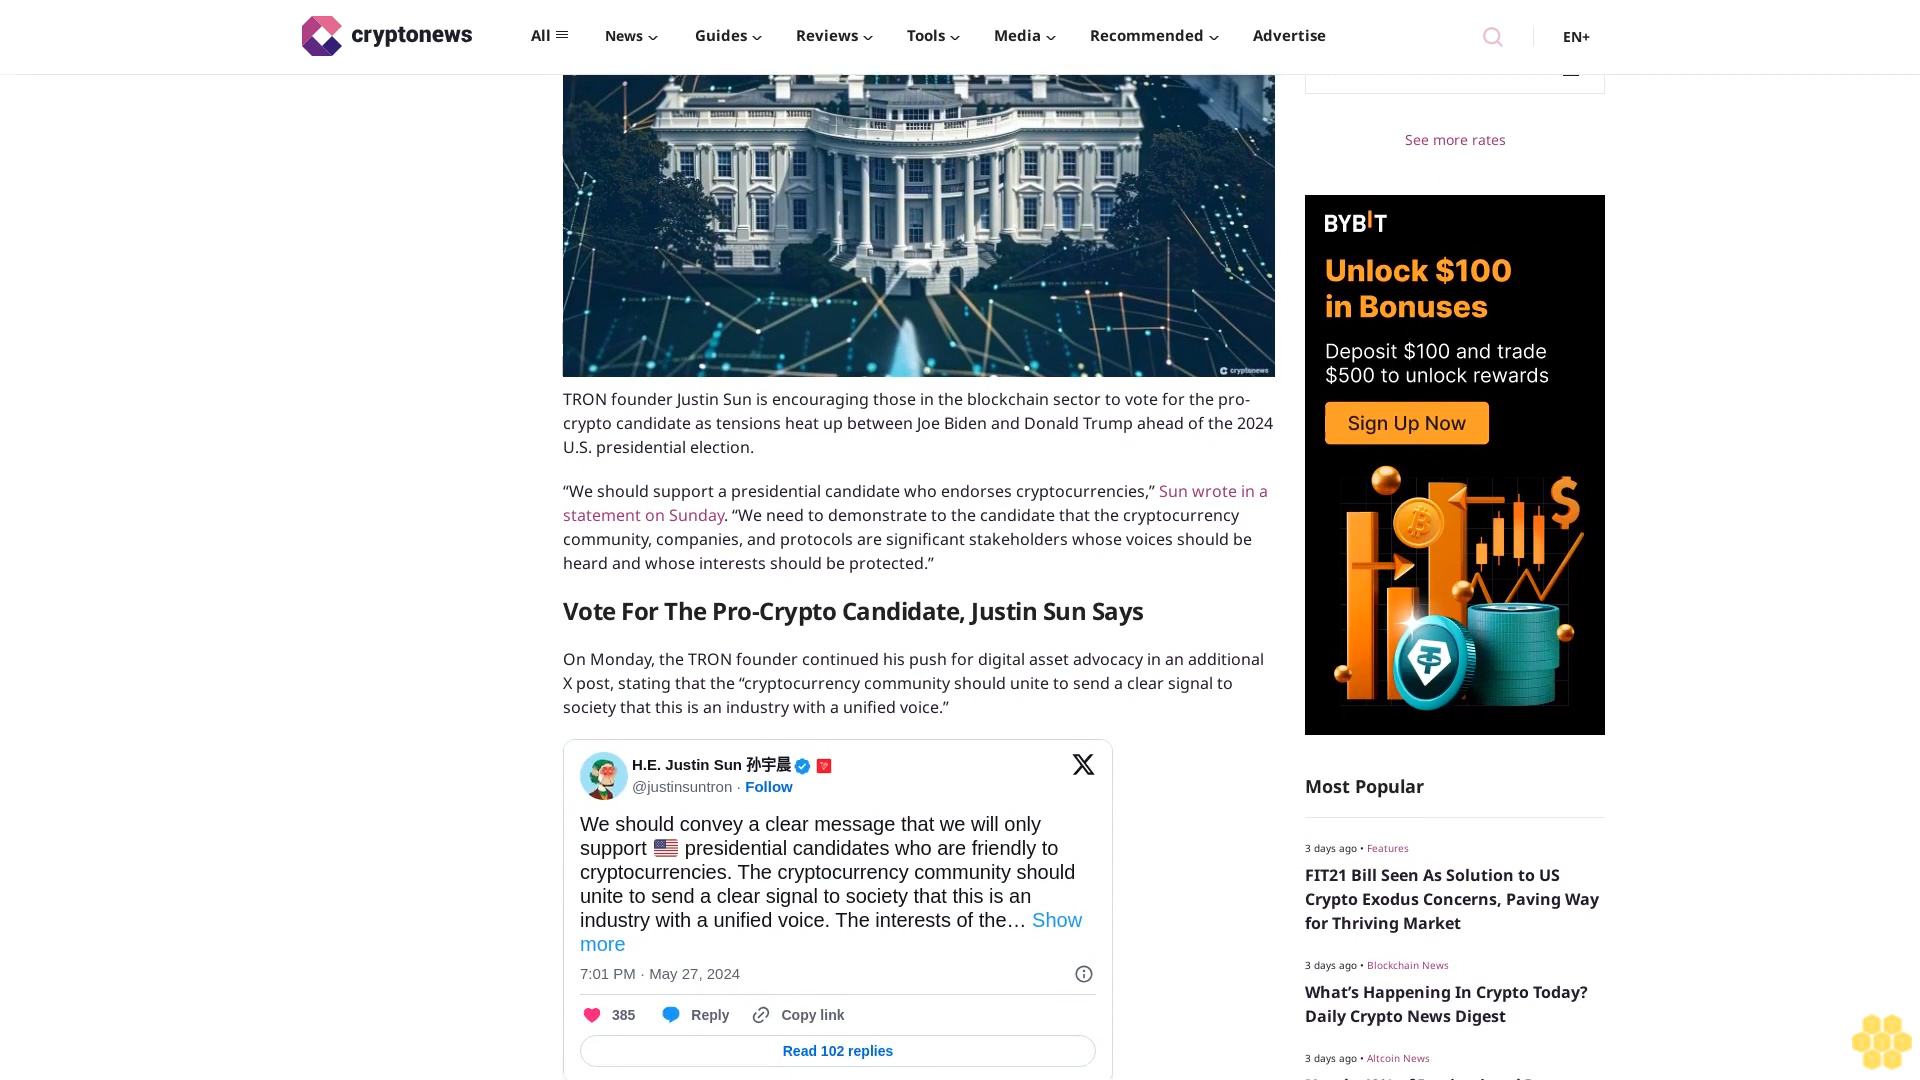 cryptonews
All
News
Guides
Reviews
Tools
Media
Recommended
Advertise
EN+
cryptonews
TRON founder Justin Sun is encouraging those in the blockchain sector to vote for the pro-
crypto candidate as tensions heat up between Joe Biden and Donald Trump ahead of the 2024
U.S. presidential election.
“We should support a presidential candidate who endorses cryptocurrencies,” Sun wrote in a
statement on Sunday. “We need to demonstrate to the candidate that the cryptocurrency
community, companies, and protocols are significant stakeholders whose voices should be
heard and whose interests should be protected.”
Vote For The Pro-Crypto Candidate, Justin Sun Says
On Monday, the TRON founder continued his push for digital asset advocacy in an additional
X post, stating that the “cryptocurrency community should unite to send a clear signal to
society that this is an industry with a unified voice.”
H.E. Justin Sun 孙宇晨
@justinsuntron · Follow
We should convey a clear message that we will only
support 🇺🇸 presidential candidates who are friendly to
cryptocurrencies. The cryptocurrency community should
unite to send a clear signal to society that this is an
industry with a unified voice. The interests of the… Show
more
7:01 PM · May 27, 2024
385
Reply
Copy link
Read 102 replies
See more rates
BYBIT
Unlock $100
in Bonuses
Deposit $100 and trade
$500 to unlock rewards
Sign Up Now
Most Popular
3 days ago • Features
FIT21 Bill Seen As Solution to US
Crypto Exodus Concerns, Paving Way
for Thriving Market
3 days ago • Blockchain News
What’s Happening In Crypto Today?
Daily Crypto News Digest
3 days ago • Altcoin News